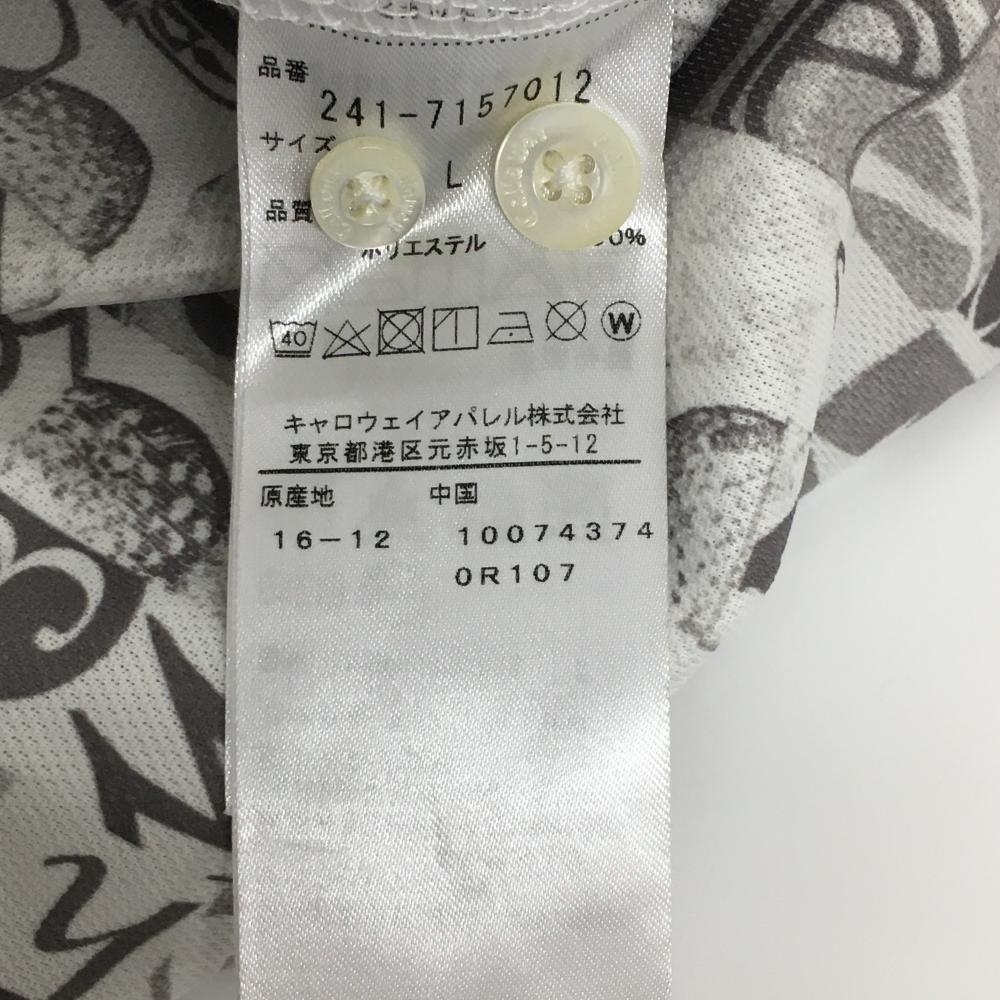 品番
241-7157012
サイズ
L
品質
ポリエステル 00%
40
W
キャロウェイアパレル株式会社
東京都港区元赤坂1-5-12
原産地 中国
16-12 10074374
0R107